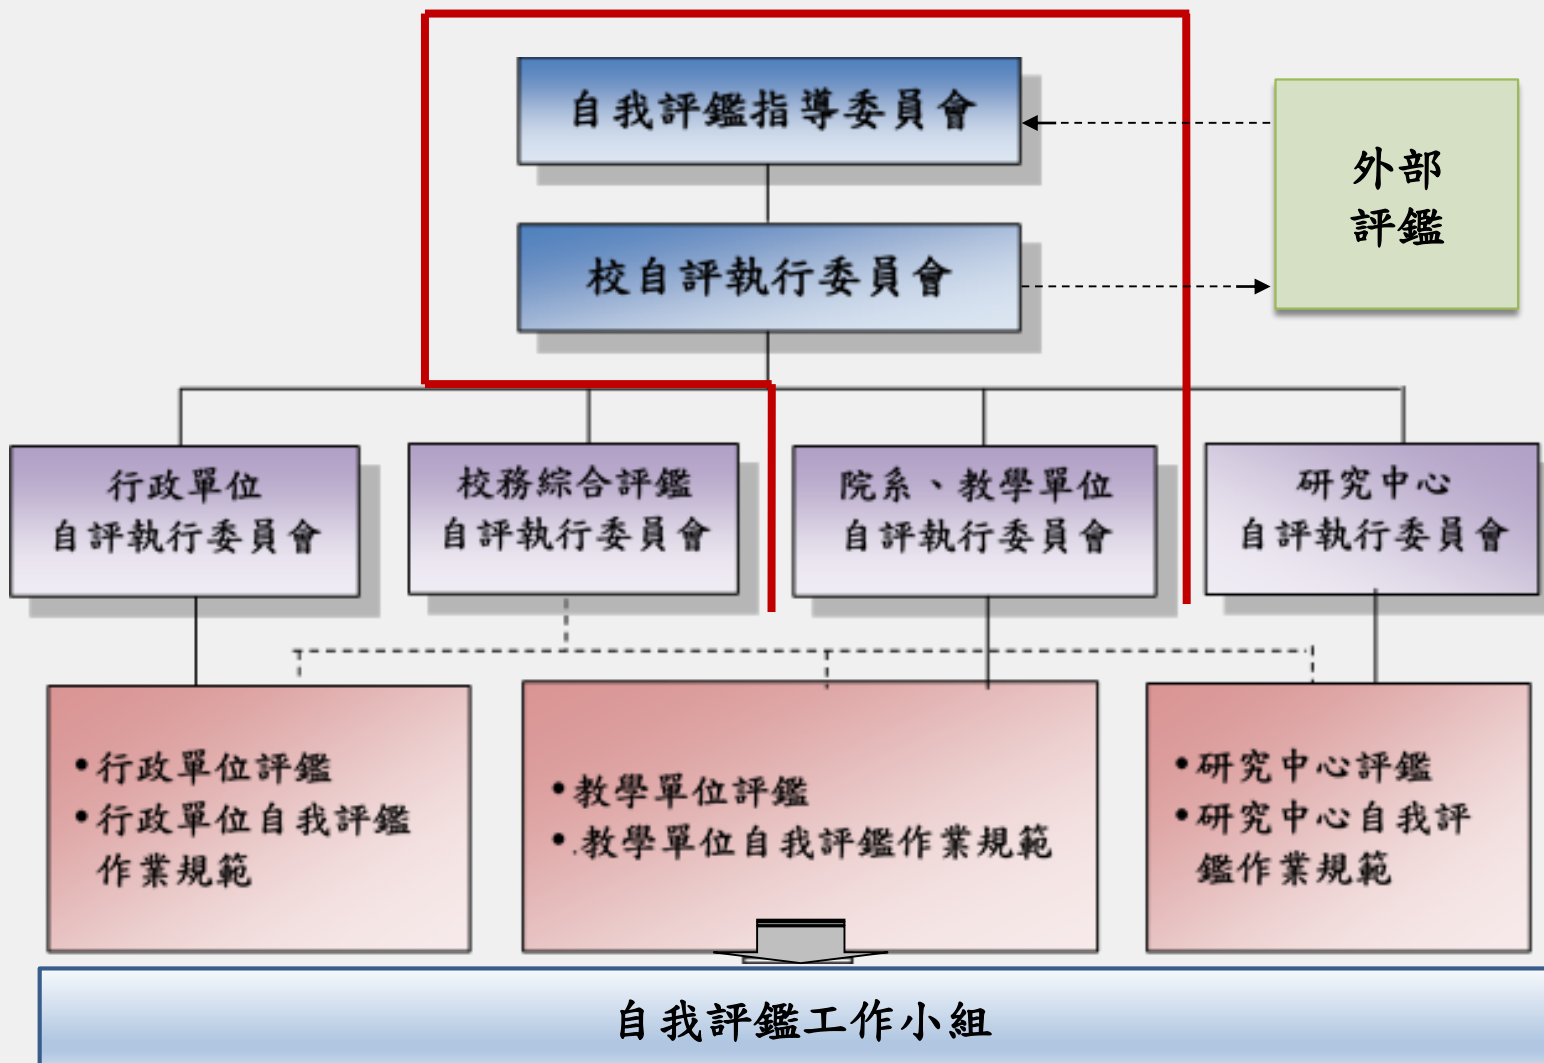 自我評鑑指導委員會
外部
評鑑
校自評執行委員會
行政單位
自評執行委員會
校務綜合評鑑
自評執行委員會
院系、教學單位
自評執行委員會
研究中心
自評執行委員會
•行政單位評鑑
•行政單位自我評鑑
作業規範
•教學單位評鑑
•.教學單位自我評鑑作業規範
•研究中心評鑑
•研究中心自我評
鑑作業規範
自我評鑑工作小組